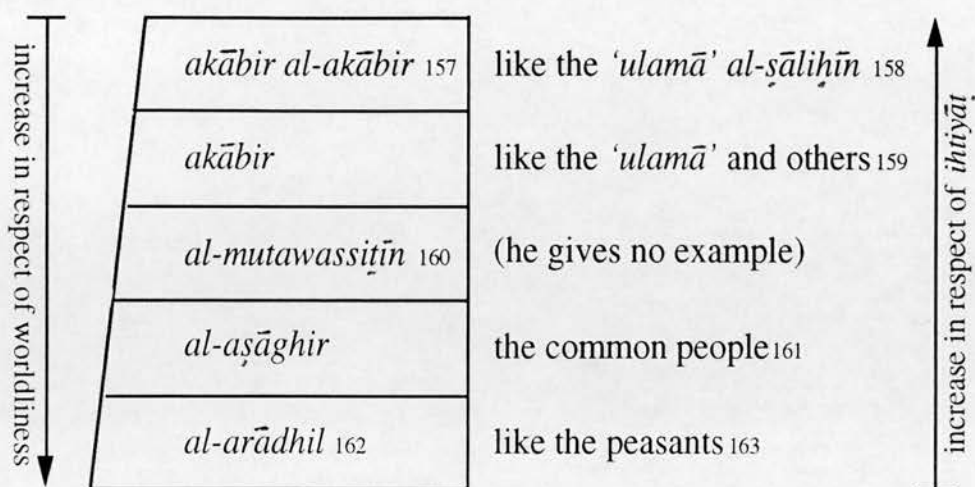 increase in respect of worldliness
akābir al-akābir 157 like the ‘ulamā’ al-ṣāliḥīn 158
akābir like the ‘ulamā’ and others 159
al-mutawassiṭīn 160 (he gives no example)
al-aṣāghir the common people 161
al-arādhil 162 like the peasants 163
increase in respect of iḥtiyāṭ